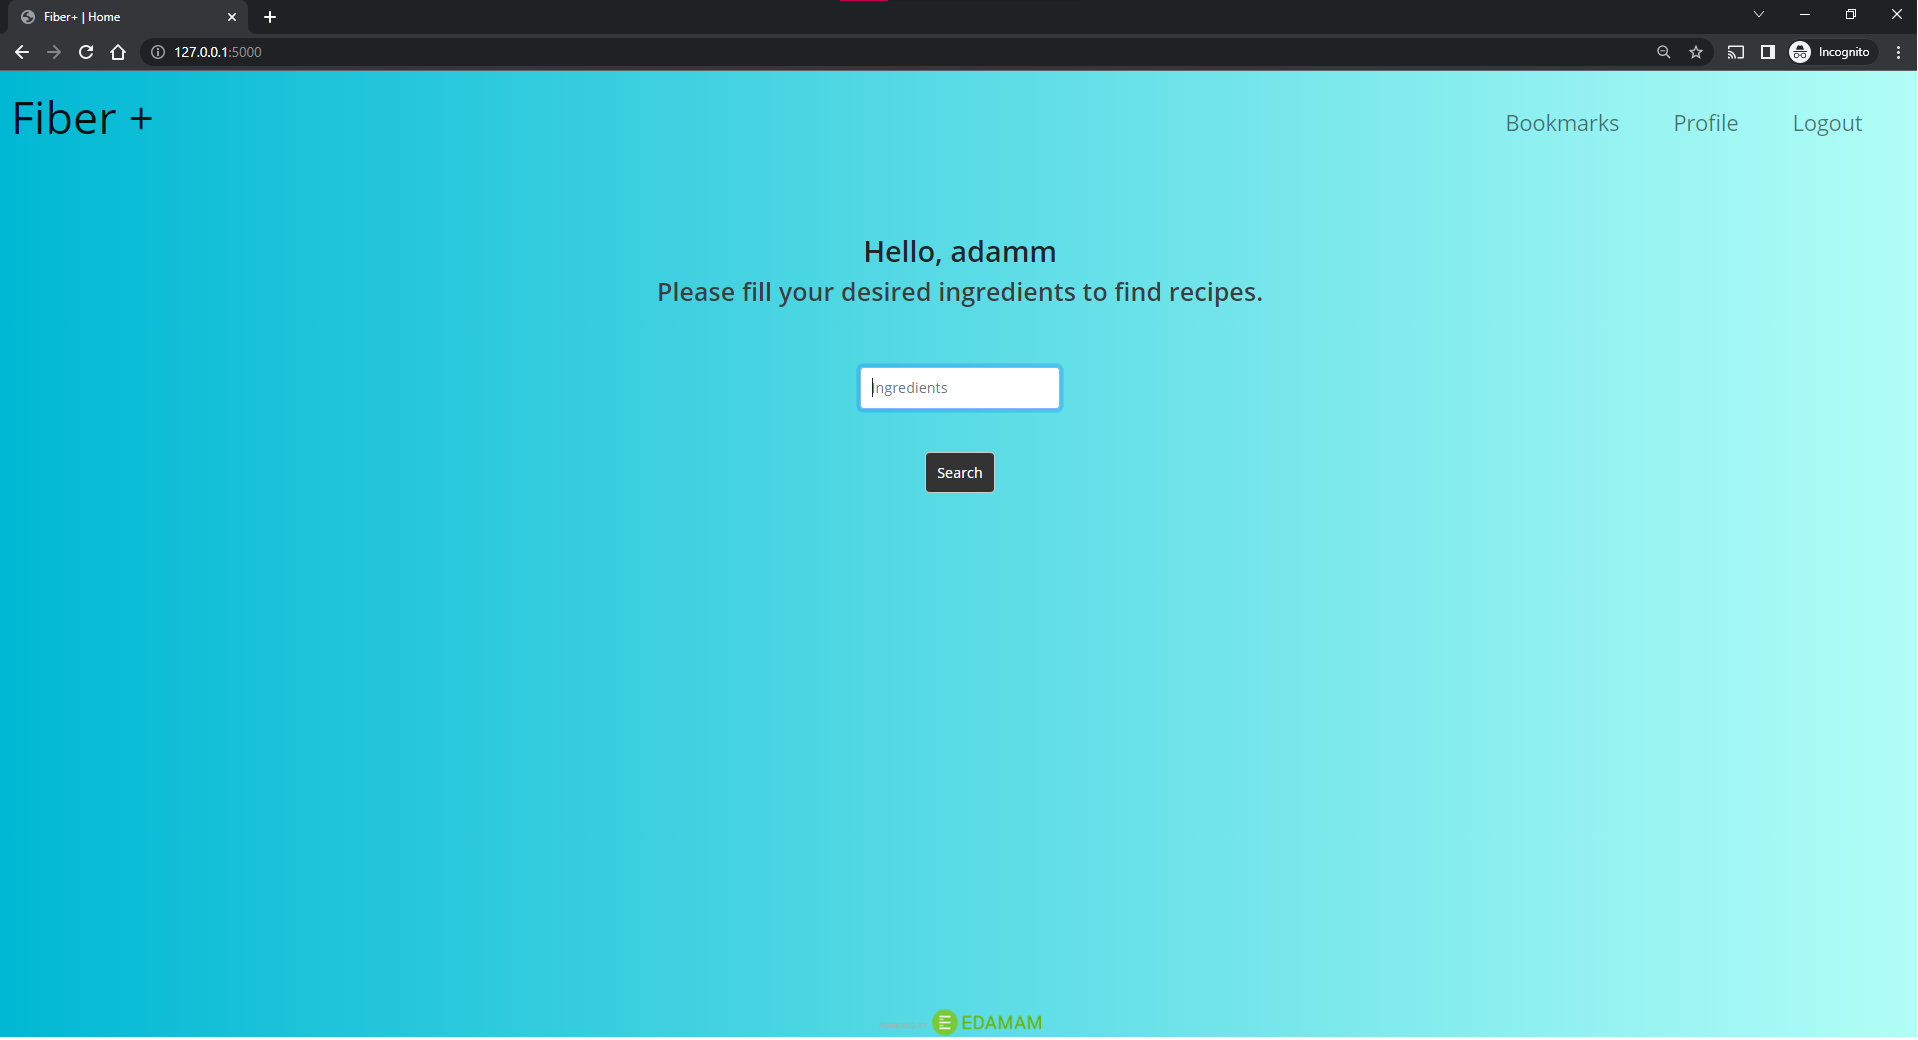 Fiber+ | Home
127.0.0.1:5000
Incognito
Fiber +
Bookmarks Profile Logout
Hello, adamm
Please fill your desired ingredients to find recipes.
Ingredients
Search
EDAMAM